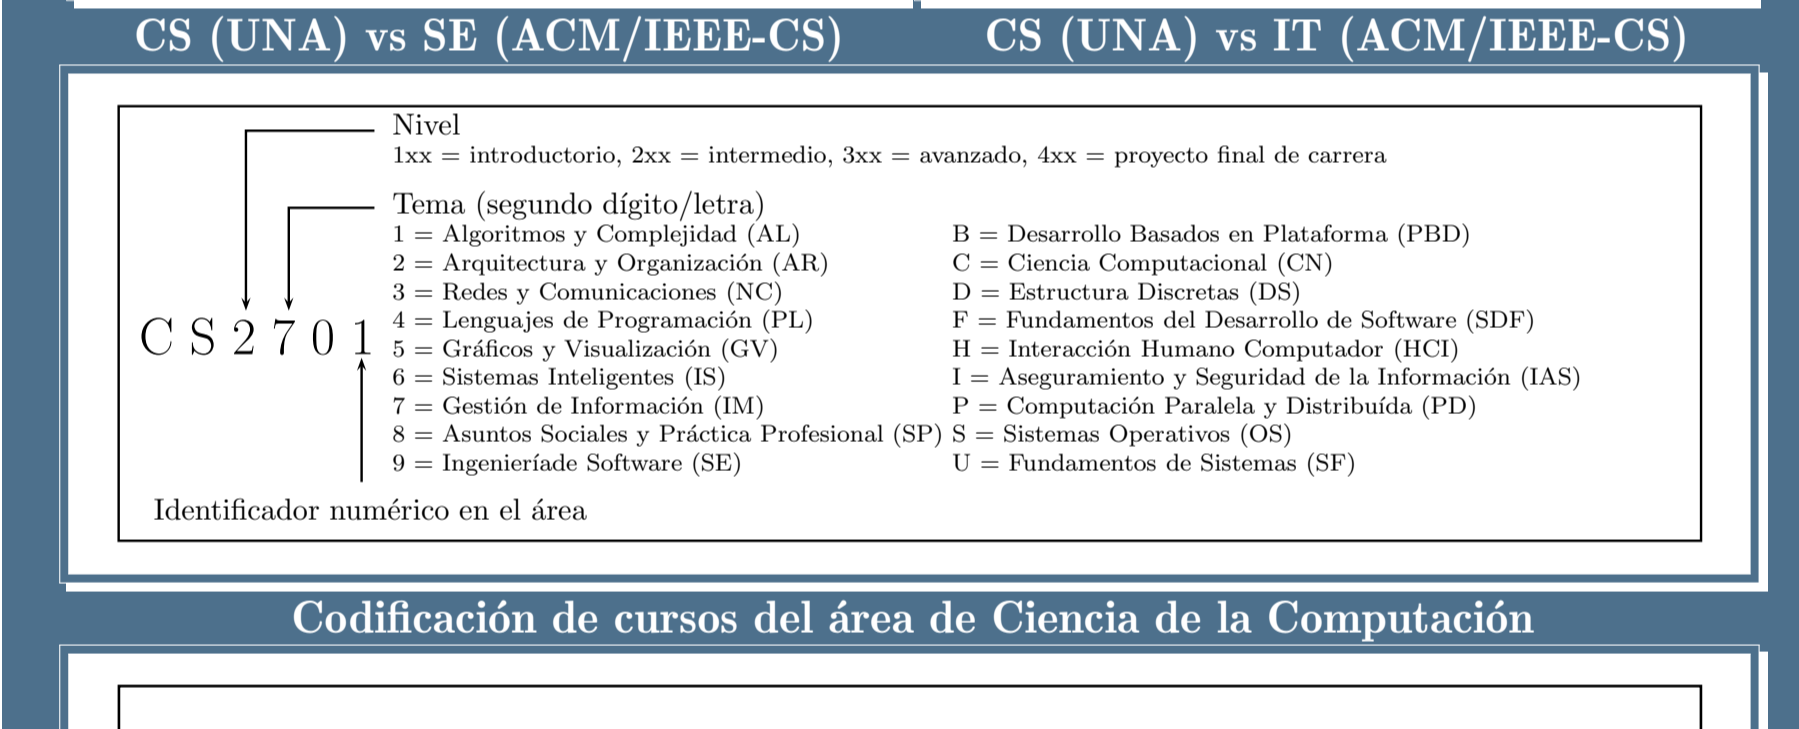 CS (UNA) vs SE (ACM/IEEE-CS)
CS (UNA) vs IT (ACM/IEEE-CS)
Nivel
1xx = introductorio, 2xx = intermedio, 3xx = avanzado, 4xx = proyecto final de carrera
Tema (segundo dígito/letra)
1 = Algoritmos y Complejidad (AL)
2 = Arquitectura y Organización (AR)
3 = Redes y Comunicaciones (NC)
4 = Lenguajes de Programación (PL)
5 = Gráficos y Visualización (GV)
6 = Sistemas Inteligentes (IS)
7 = Gestión de Información (IM)
8 = Asuntos Sociales y Práctica Profesional (SP)
9 = Ingenieríade Software (SE)
B = Desarrollo Basados en Plataforma (PBD)
C = Ciencia Computacional (CN)
D = Estructura Discretas (DS)
F = Fundamentos del Desarrollo de Software (SDF)
H = Interacción Humano Computador (HCI)
I = Aseguramiento y Seguridad de la Información (IAS)
P = Computación Paralela y Distribuída (PD)
S = Sistemas Operativos (OS)
U = Fundamentos de Sistemas (SF)
C S 2 7 0 1
Identificador numérico en el área
Codificación de cursos del área de Ciencia de la Computación